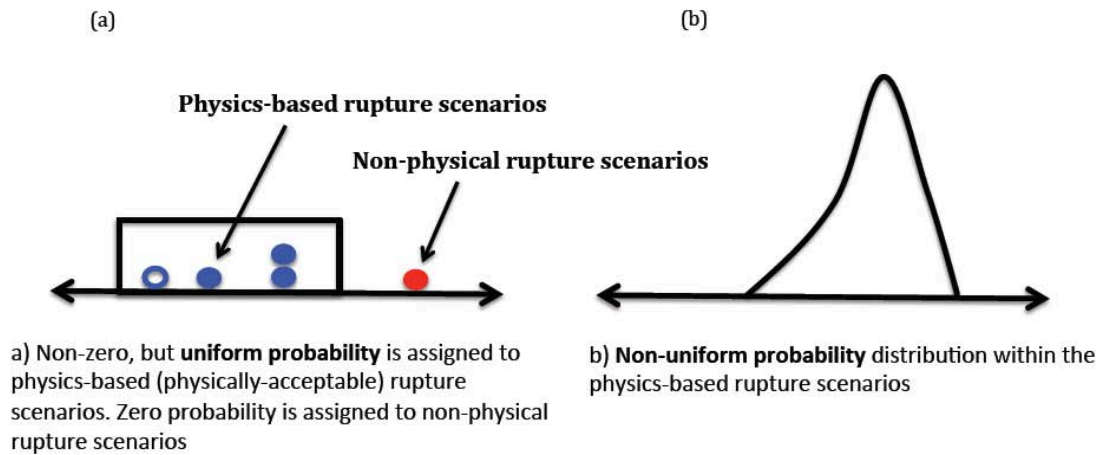 (a)
(b)
Physics-based rupture scenarios
Non-physical rupture scenarios
a) Non-zero, but uniform probability is assigned to
physics-based (physically-acceptable) rupture
scenarios. Zero probability is assigned to non-physical
rupture scenarios
b) Non-uniform probability distribution within the
physics-based rupture scenarios